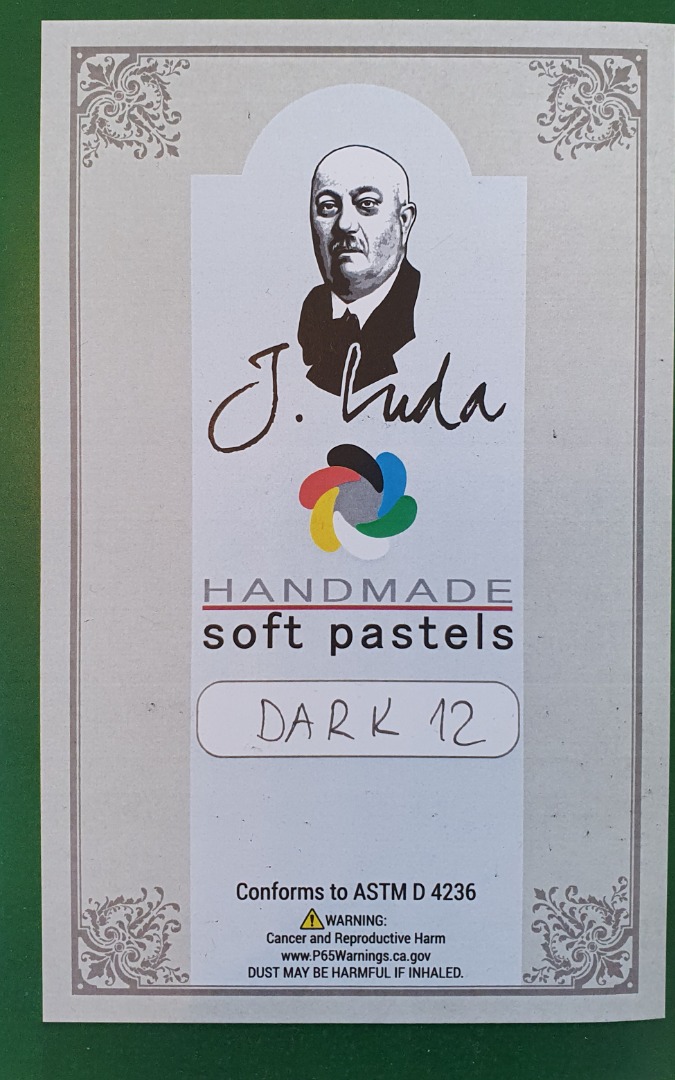 J. Luda
HANDMADE
soft pastels
DARK 12
Conforms to ASTM D 4236
WARNING:
Cancer and Reproductive Harm
www.P65Warnings.ca.gov
DUST MAY BE HARMFUL IF INHALED.